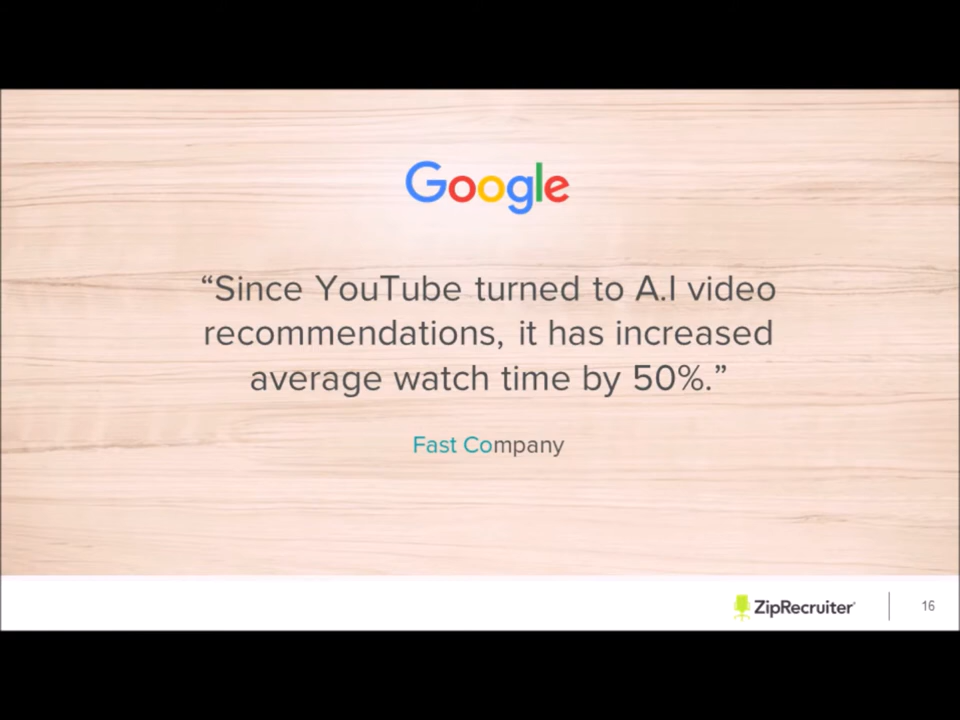 Google
“Since YouTube turned to A.I video
recommendations, it has increased
average watch time by 50%.”
Fast Company
ZipRecruiter
16